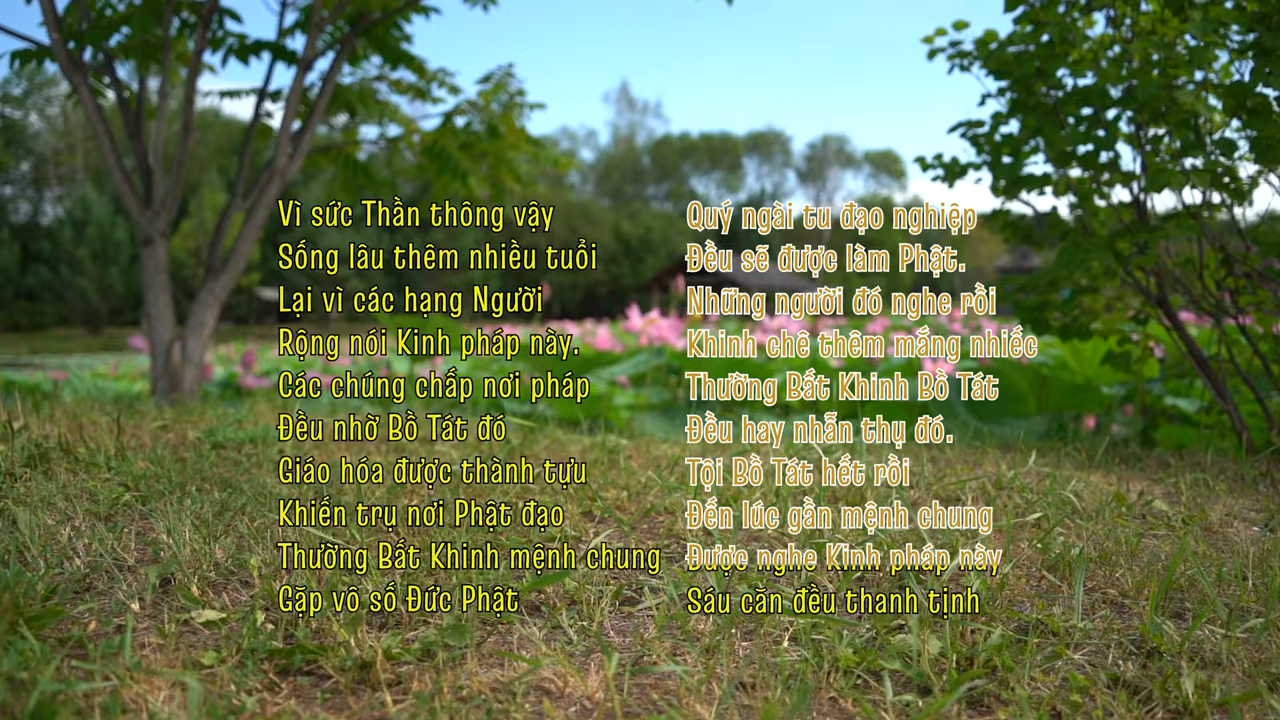 Vì sức Thần thông vậy
Sống lâu thêm nhiều tuổi
Lại vì các hạng Người
Rộng nói Kinh pháp này.
Các chúng chấp nơi pháp
Đều nhờ Bồ Tát đó
Giáo hóa được thành tựu
Khiến trụ nơi Phật đạo
Thường Bất Khinh mệnh chung
Gặp vô số Đức Phật
Quý ngài tu đạo nghiệp
Đều sẽ được làm Phật.
Những người đó nghe rồi
Khinh chê thêm mắng nhiếc
Thường Bất Khinh Bồ Tát
Đều hay nhẫn thụ đó.
Tội Bồ Tát hết rồi
Đến lúc gần mệnh chung
Được nghe Kinh pháp này
Sáu căn đều thanh tịnh